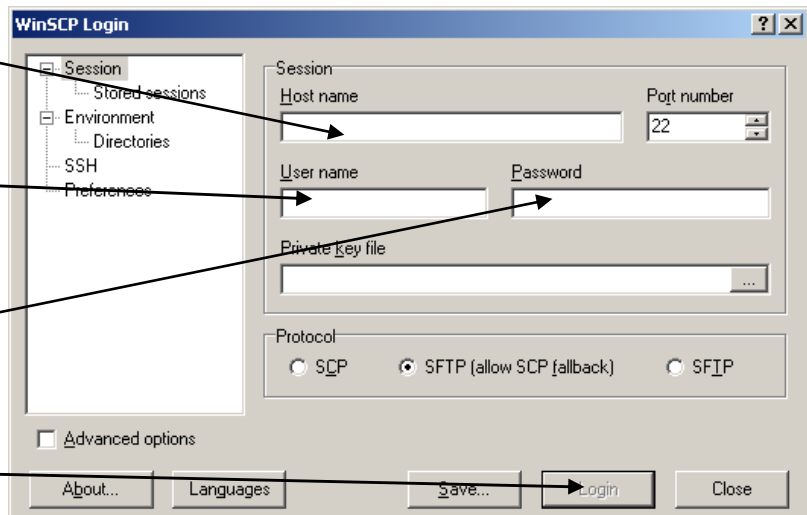 WinSCP Login
Session
Stored sessions
Environment
Directories
SSH
Preferences
Session
Host name
Port number
22
User name
Password
Private key file
...
Protocol
SCP
SFTP (allow SCP fallback)
SFTP
Advanced options
About...
Languages
Save...
Login
Close